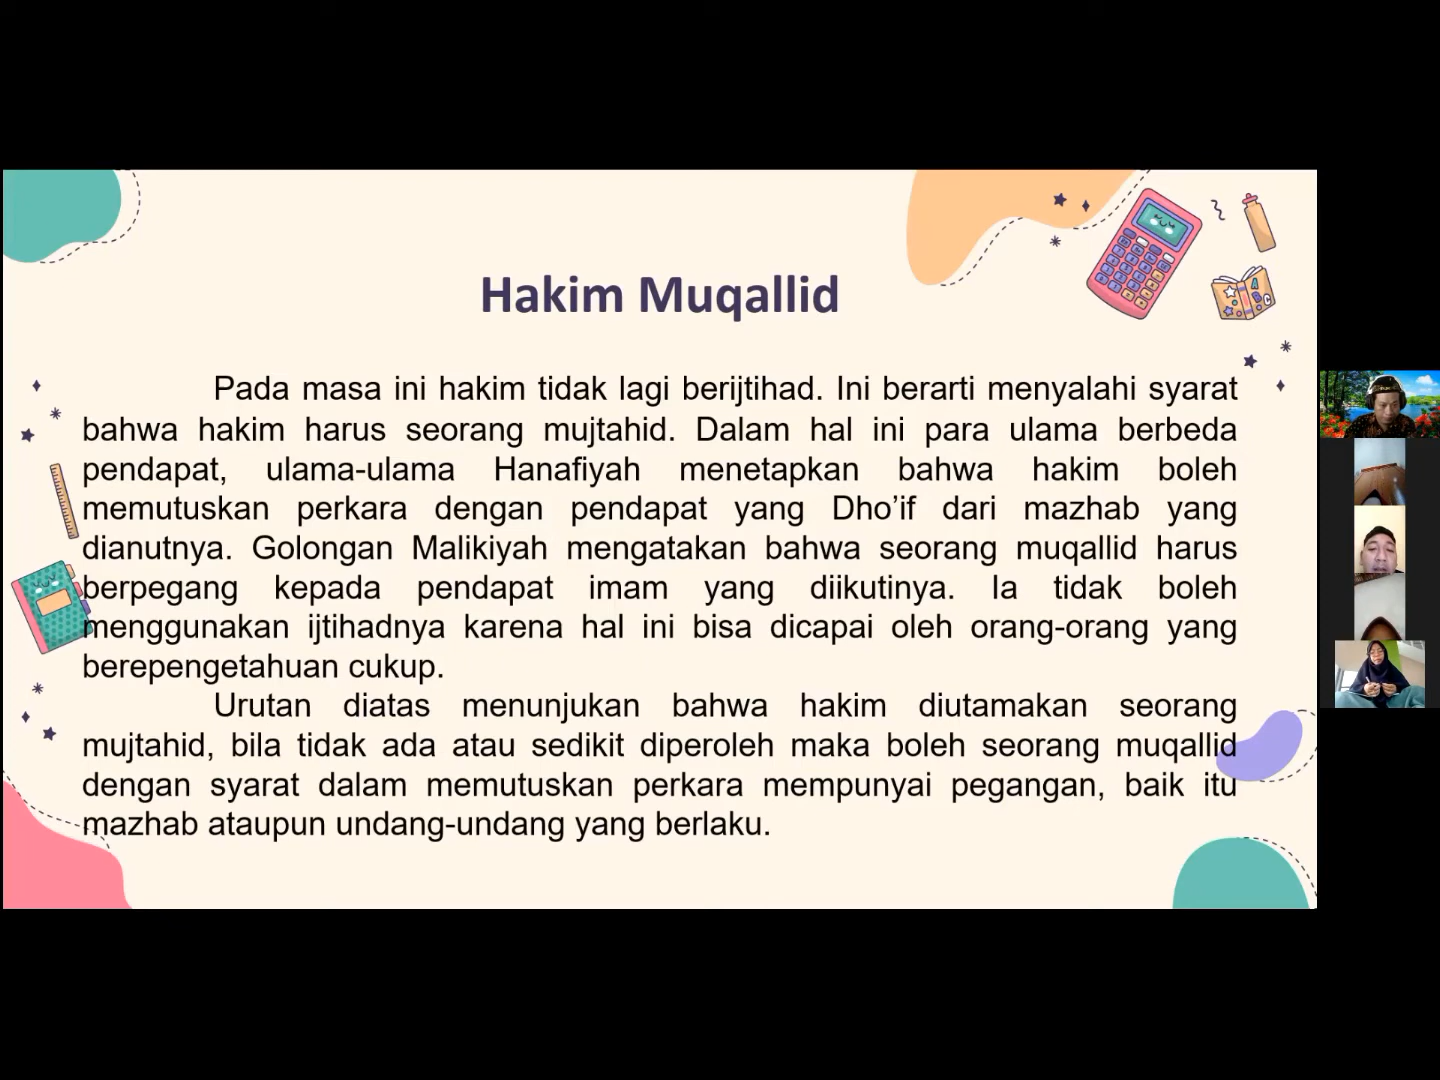 Hakim Muqallid
Pada masa ini hakim tidak lagi berijtihad. Ini berarti menyalahi syarat
bahwa hakim harus seorang mujtahid. Dalam hal ini para ulama berbeda
pendapat, ulama-ulama Hanafiyah menetapkan bahwa hakim boleh
memutuskan perkara dengan pendapat yang Dho’if dari mazhab yang
dianutnya. Golongan Malikiyah mengatakan bahwa seorang muqallid harus
berpegang kepada pendapat imam yang diikutinya. Ia tidak boleh
menggunakan ijtihadnya karena hal ini bisa dicapai oleh orang-orang yang
berepengetahuan cukup.
Urutan diatas menunjukan bahwa hakim diutamakan seorang
mujtahid, bila tidak ada atau sedikit diperoleh maka boleh seorang muqallid
dengan syarat dalam memutuskan perkara mempunyai pegangan, baik itu
mazhab ataupun undang-undang yang berlaku.
A
B
C